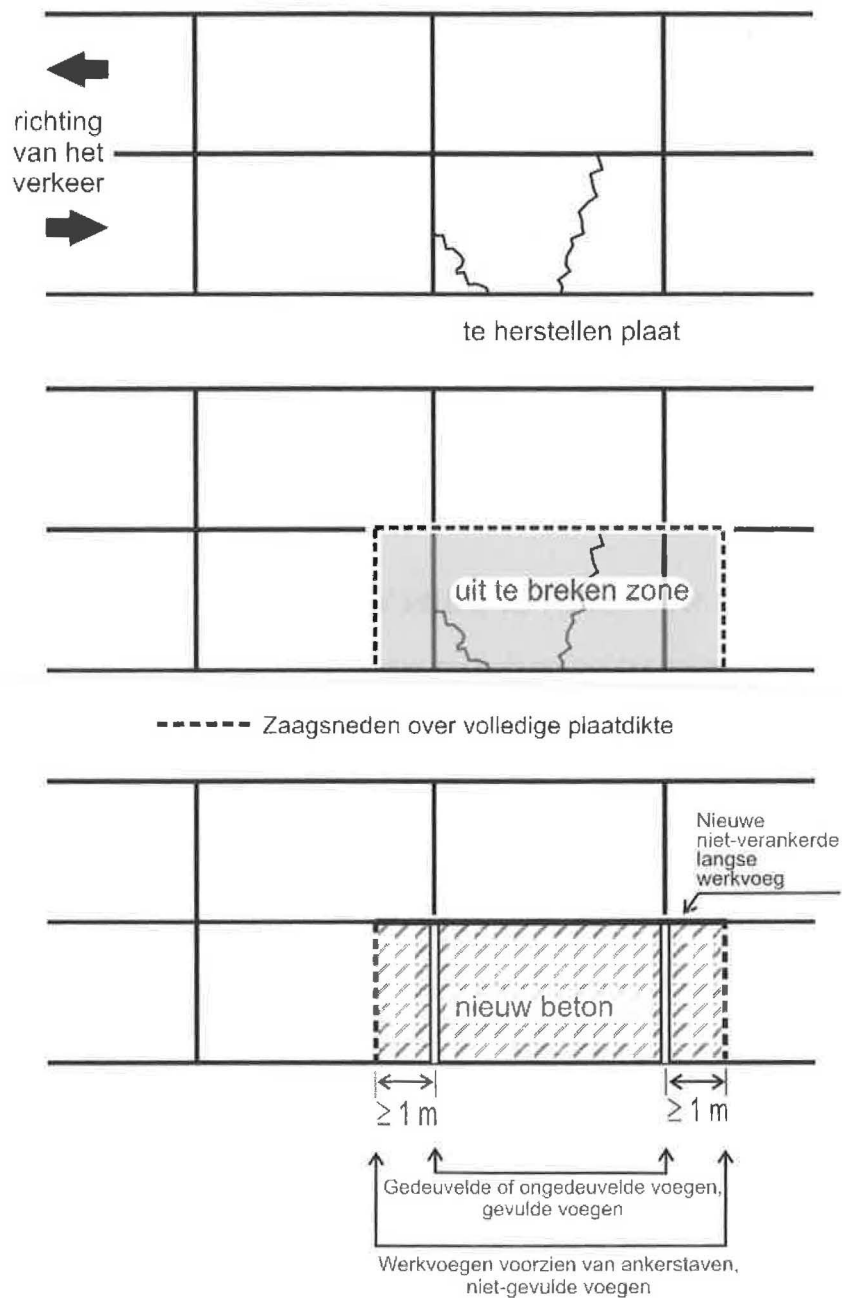 richting
van het
verkeer
te herstellen plaat
uit te breken zone
Zaagsneden over volledige plaatdikte
Nieuwe
niet-verankerde
langse
werkvoeg
nieuw beton
≥ 1 m
≥ 1 m
Gedeuvelde of ongedeuvelde voegen,
gevulde voegen
Werkvoegen voorzien van ankerstaven,
niet-gevulde voegen